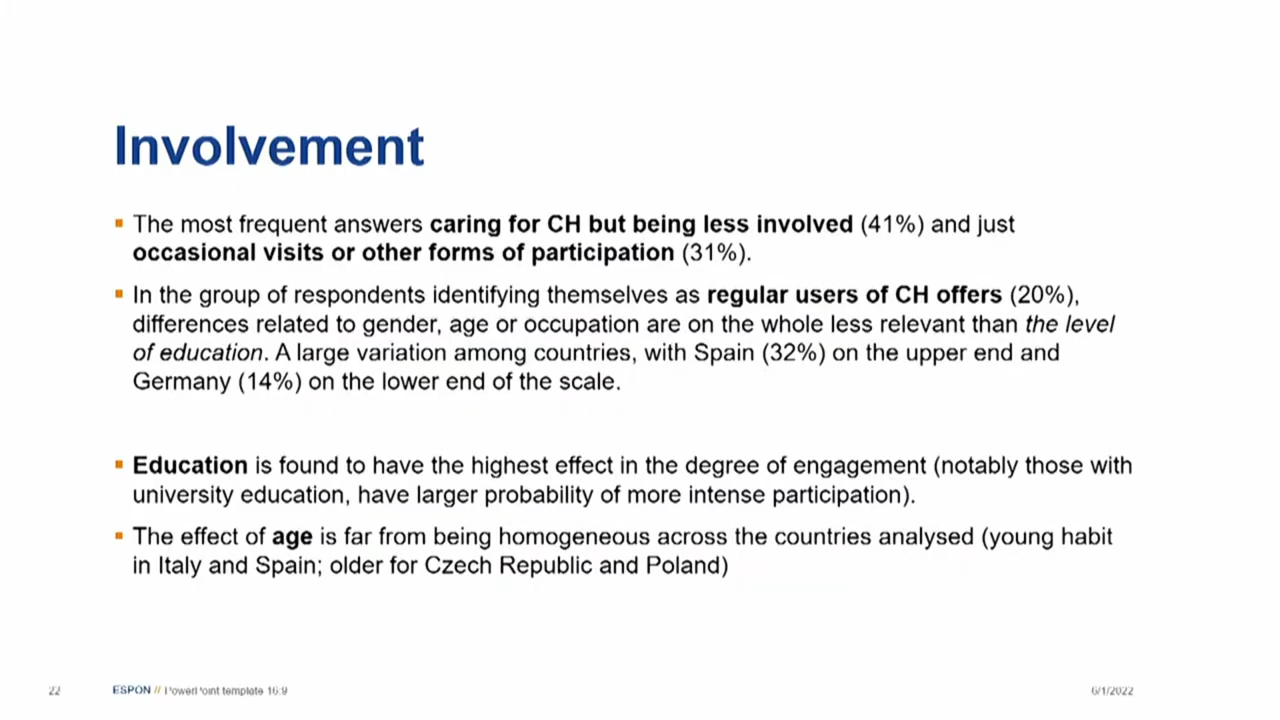 Involvement
▪ The most frequent answers caring for CH but being less involved (41%) and just
occasional visits or other forms of participation (31%).
▪ In the group of respondents identifying themselves as regular users of CH offers (20%),
differences related to gender, age or occupation are on the whole less relevant than the level
of education. A large variation among countries, with Spain (32%) on the upper end and
Germany (14%) on the lower end of the scale.
▪ Education is found to have the highest effect in the degree of engagement (notably those with
university education, have larger probability of more intense participation).
▪ The effect of age is far from being homogeneous across the countries analysed (young habit
in Italy and Spain; older for Czech Republic and Poland)
22 ESPON // PowerPoint template 16:9 6/1/2022